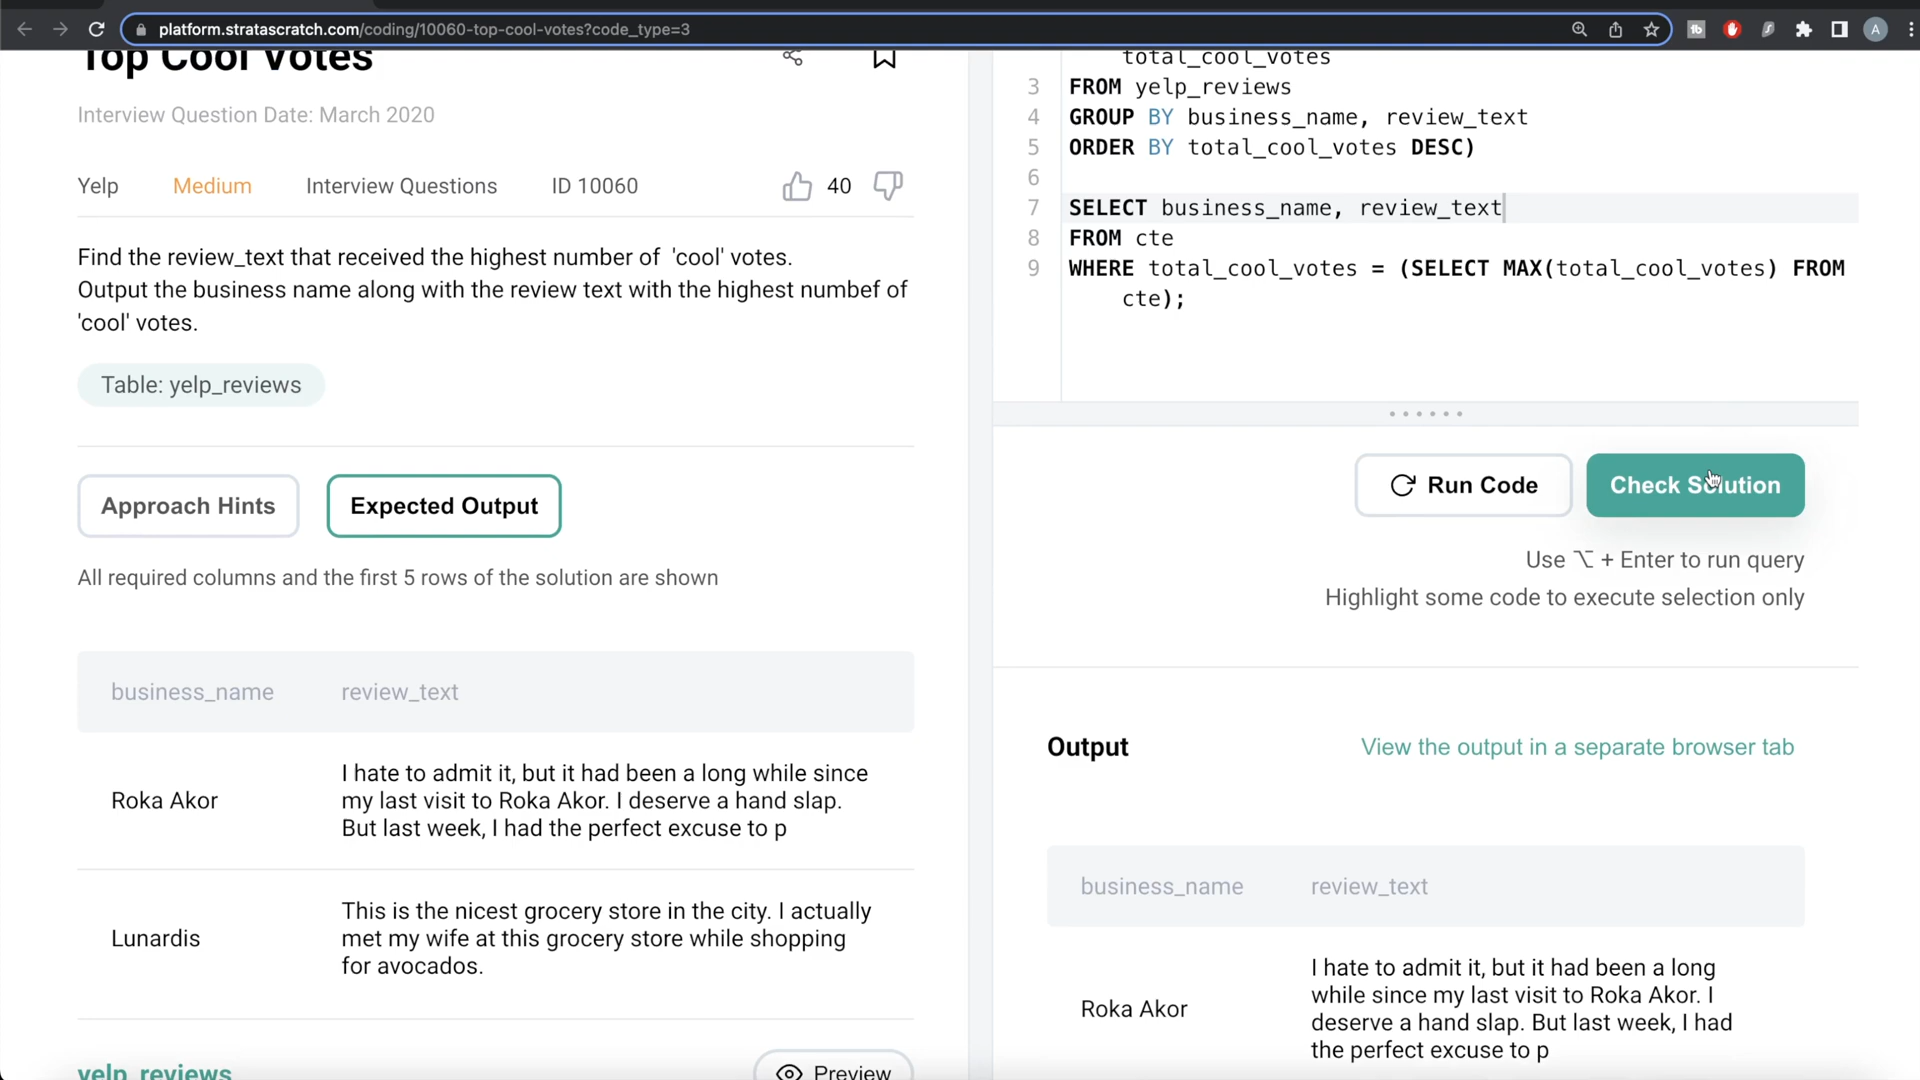 platform.stratascratch.com/coding/10060-top-cool-votes?code_type=3
A
Top Cool Votes
Interview Question Date: March 2020
Yelp Medium Interview Questions ID 10060 40
Find the review_text that received the highest number of 'cool' votes.
Output the business name along with the review text with the highest numbef of
'cool' votes.
Table: yelp_reviews
Approach Hints Expected Output
All required columns and the first 5 rows of the solution are shown
business_name review_text
Roka Akor
I hate to admit it, but it had been a long while since
my last visit to Roka Akor. I deserve a hand slap.
But last week, I had the perfect excuse to p
Lunardis
This is the nicest grocery store in the city. I actually
met my wife at this grocery store while shopping
for avocados.
yelp_reviews Preview
total_cool_votes
3 FROM yelp_reviews
4 GROUP BY business_name, review_text
5 ORDER BY total_cool_votes DESC)
6
7 SELECT business_name, review_text
8 FROM cte
9 WHERE total_cool_votes = (SELECT MAX(total_cool_votes) FROM
cte);
Run Code Check Solution
Use ⌥ + Enter to run query
Highlight some code to execute selection only
Output View the output in a separate browser tab
business_name review_text
Roka Akor
I hate to admit it, but it had been a long
while since my last visit to Roka Akor. I
deserve a hand slap. But last week, I had
the perfect excuse to p